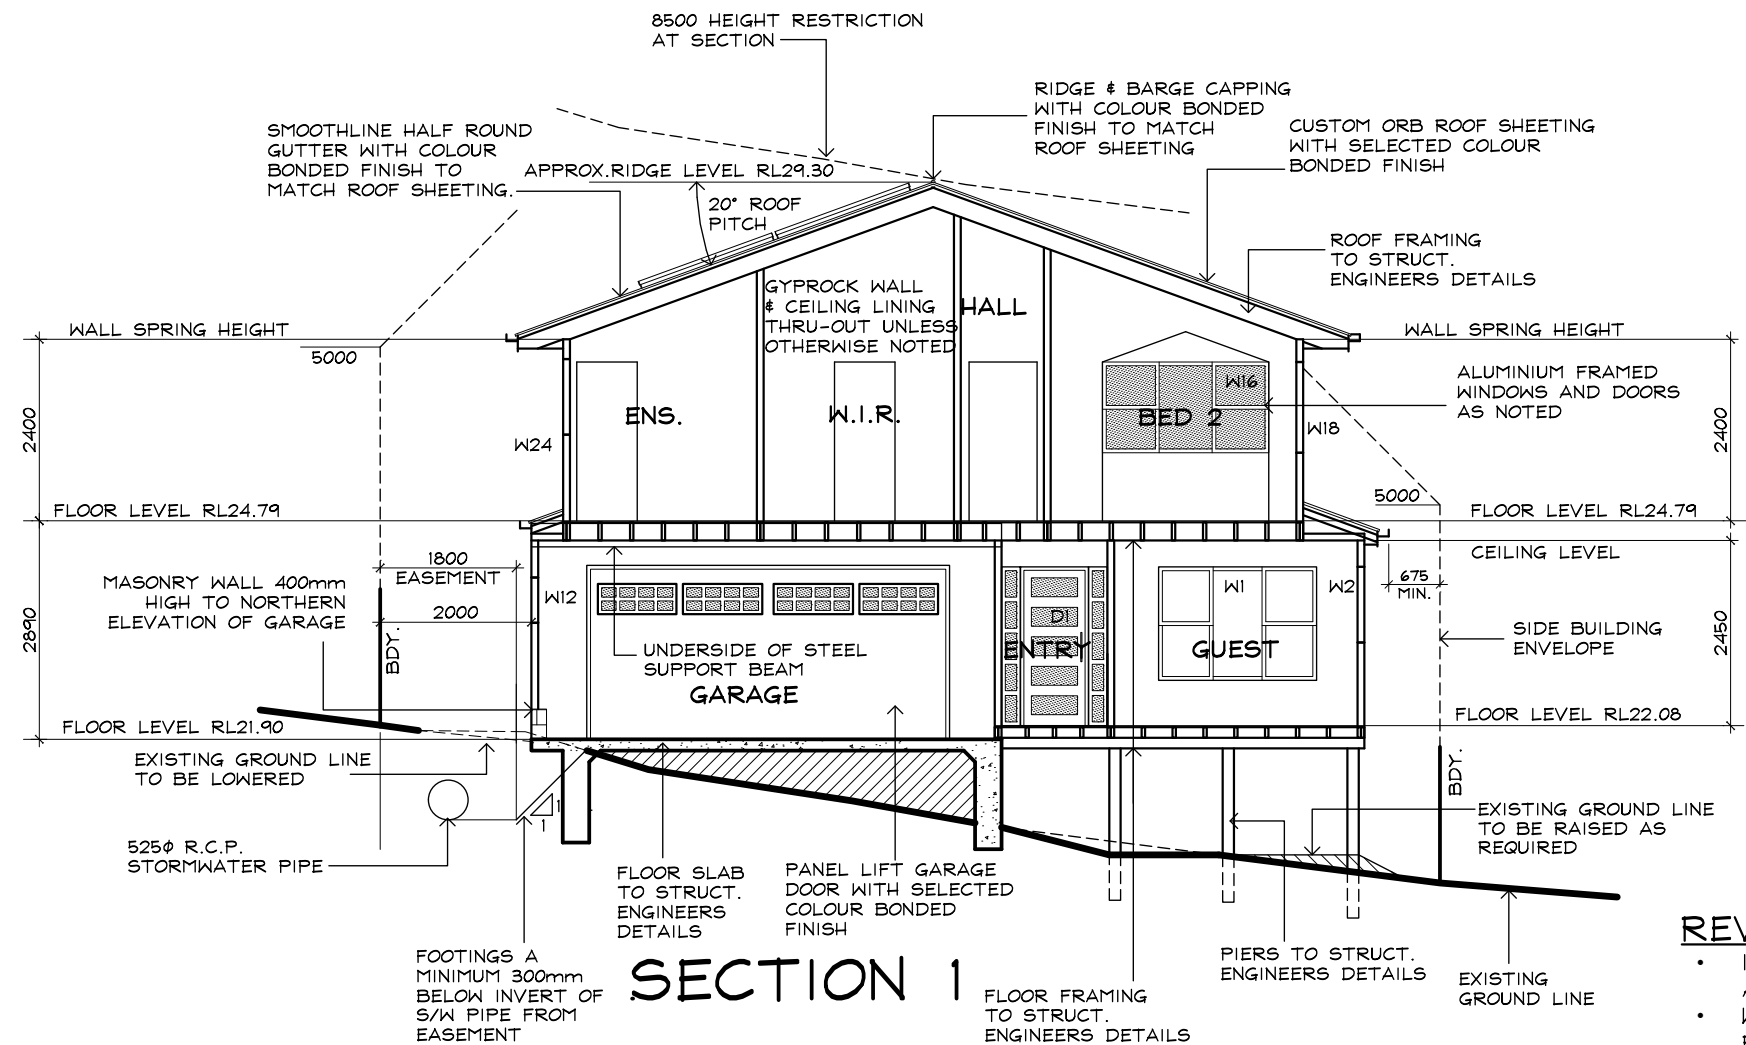 8500 HEIGHT RESTRICTION
AT SECTION
RIDGE & BARGE CAPPING
WITH COLOUR BONDED
FINISH TO MATCH
ROOF SHEETING
CUSTOM ORB ROOF SHEETING
WITH SELECTED COLOUR
BONDED FINISH
SMOOTHLINE HALF ROUND
GUTTER WITH COLOUR
BONDED FINISH TO
MATCH ROOF SHEETING.
APPROX.RIDGE LEVEL RL29.30
20° ROOF
PITCH
ROOF FRAMING
TO STRUCT.
ENGINEERS DETAILS
GYPROCK WALL
& CEILING LINING
THRU-OUT UNLESS
OTHERWISE NOTED
HALL
WALL SPRING HEIGHT
5000
WALL SPRING HEIGHT
ALUMINIUM FRAMED
WINDOWS AND DOORS
AS NOTED
2400
W24
ENS.
W.I.R.
W16
BED 2
W18
2400
5000
FLOOR LEVEL RL24.79
FLOOR LEVEL RL24.79
CEILING LEVEL
1800
EASEMENT
2000
675
MIN.
MASONRY WALL 400mm
HIGH TO NORTHERN
ELEVATION OF GARAGE
2890
BDY.
W12
UNDERSIDE OF STEEL
SUPPORT BEAM
GARAGE
D1
ENTRY
W1
GUEST
W2
SIDE BUILDING
ENVELOPE
2450
FLOOR LEVEL RL21.90
FLOOR LEVEL RL22.08
EXISTING GROUND LINE
TO BE LOWERED
BDY.
1
1
525ϕ R.C.P.
STORMWATER PIPE
EXISTING GROUND LINE
TO BE RAISED AS
REQUIRED
FLOOR SLAB
TO STRUCT.
ENGINEERS
DETAILS
PANEL LIFT GARAGE
DOOR WITH SELECTED
COLOUR BONDED
FINISH
FOOTINGS A
MINIMUM 300mm
BELOW INVERT OF
S/W PIPE FROM
EASEMENT
SECTION 1
FLOOR FRAMING
TO STRUCT.
ENGINEERS DETAILS
PIERS TO STRUCT.
ENGINEERS DETAILS
EXISTING
GROUND LINE